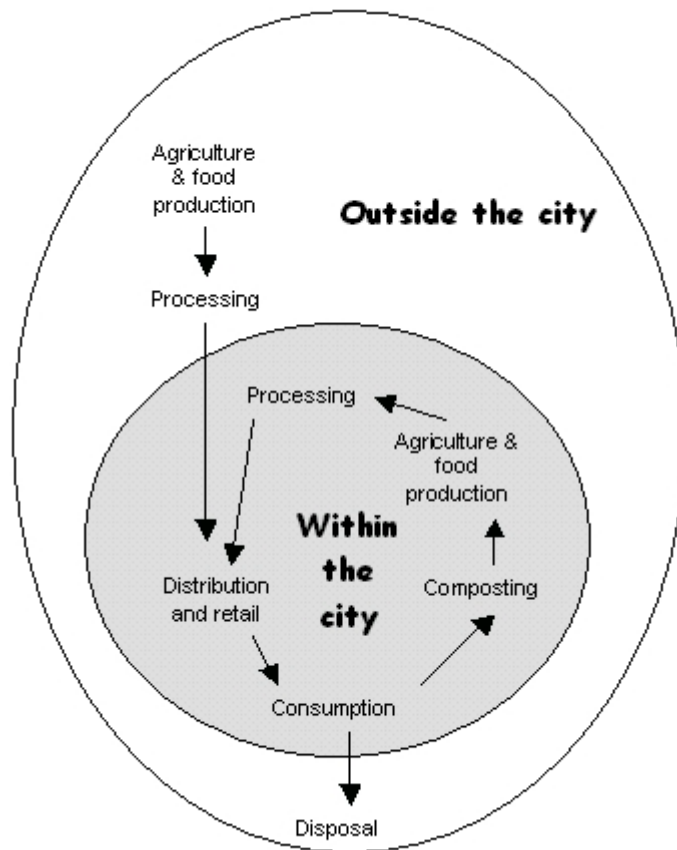 Agriculture
& food
production
Outside the city
Processing
Processing
Agriculture &
food
production
Within
the
city
Distribution
and retail
Composting
Consumption
Disposal